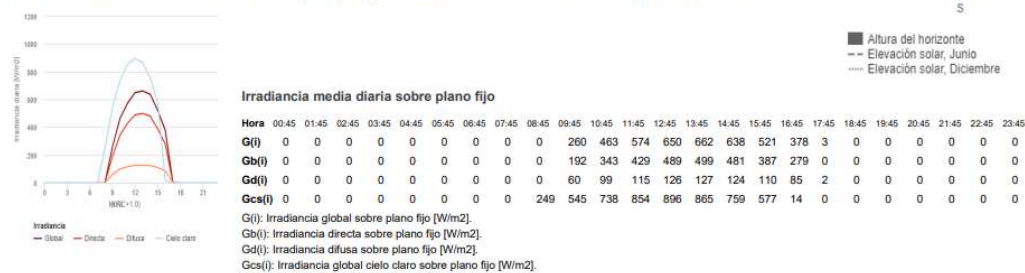 S
Altura del horizonte
Elevación solar, Junio
Elevación solar, Diciembre
1200
1000
800
600
400
200
0
Irradiancia diaria [W/m2]
0 3 6 9 12 15 18 21
Irradiancia
Global Directa Difusa Cielo claro
Irradiancia media diaria sobre plano fijo
Hora 00:45 01:45 02:45 03:45 04:45 05:45 06:45 07:45 08:45 09:45 10:45 11:45 12:45 13:45 14:45 15:45 16:45 17:45 18:45 19:45 20:45 21:45 22:45 23:45
G(i) 0 0 0 0 0 0 0 0 0 260 463 574 650 662 638 521 378 3 0 0 0 0 0 0
Gb(i) 0 0 0 0 0 0 0 0 0 192 343 429 489 499 481 387 279 0 0 0 0 0 0 0
Gd(i) 0 0 0 0 0 0 0 0 0 60 99 115 126 127 124 110 85 2 0 0 0 0 0 0
Gcs(i) 0 0 0 0 0 0 0 0 249 545 738 854 896 865 759 577 14 0 0 0 0 0 0 0
G(i): Irradiancia global sobre plano fijo [W/m2].
Gb(i): Irradiancia directa sobre plano fijo [W/m2].
Gd(i): Irradiancia difusa sobre plano fijo [W/m2].
Gcs(i): Irradiancia global cielo claro sobre plano fijo [W/m2].